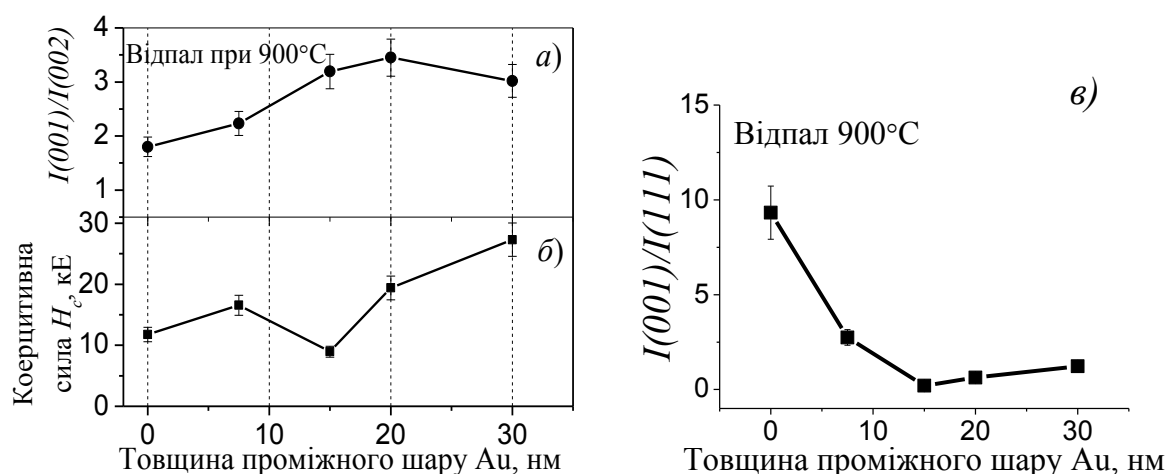 4
3
2
1
I(001)/I(002)
Відпал при 900°C
а)
30
20
10
0
Коерцитивна
сила Hc, кЕ
б)
0 10 20 30
Товщина проміжного шару Au, нм
в)
15
10
5
0
I(001)/I(111)
Відпал 900°C
0 10 20 30
Товщина проміжного шару Au, нм